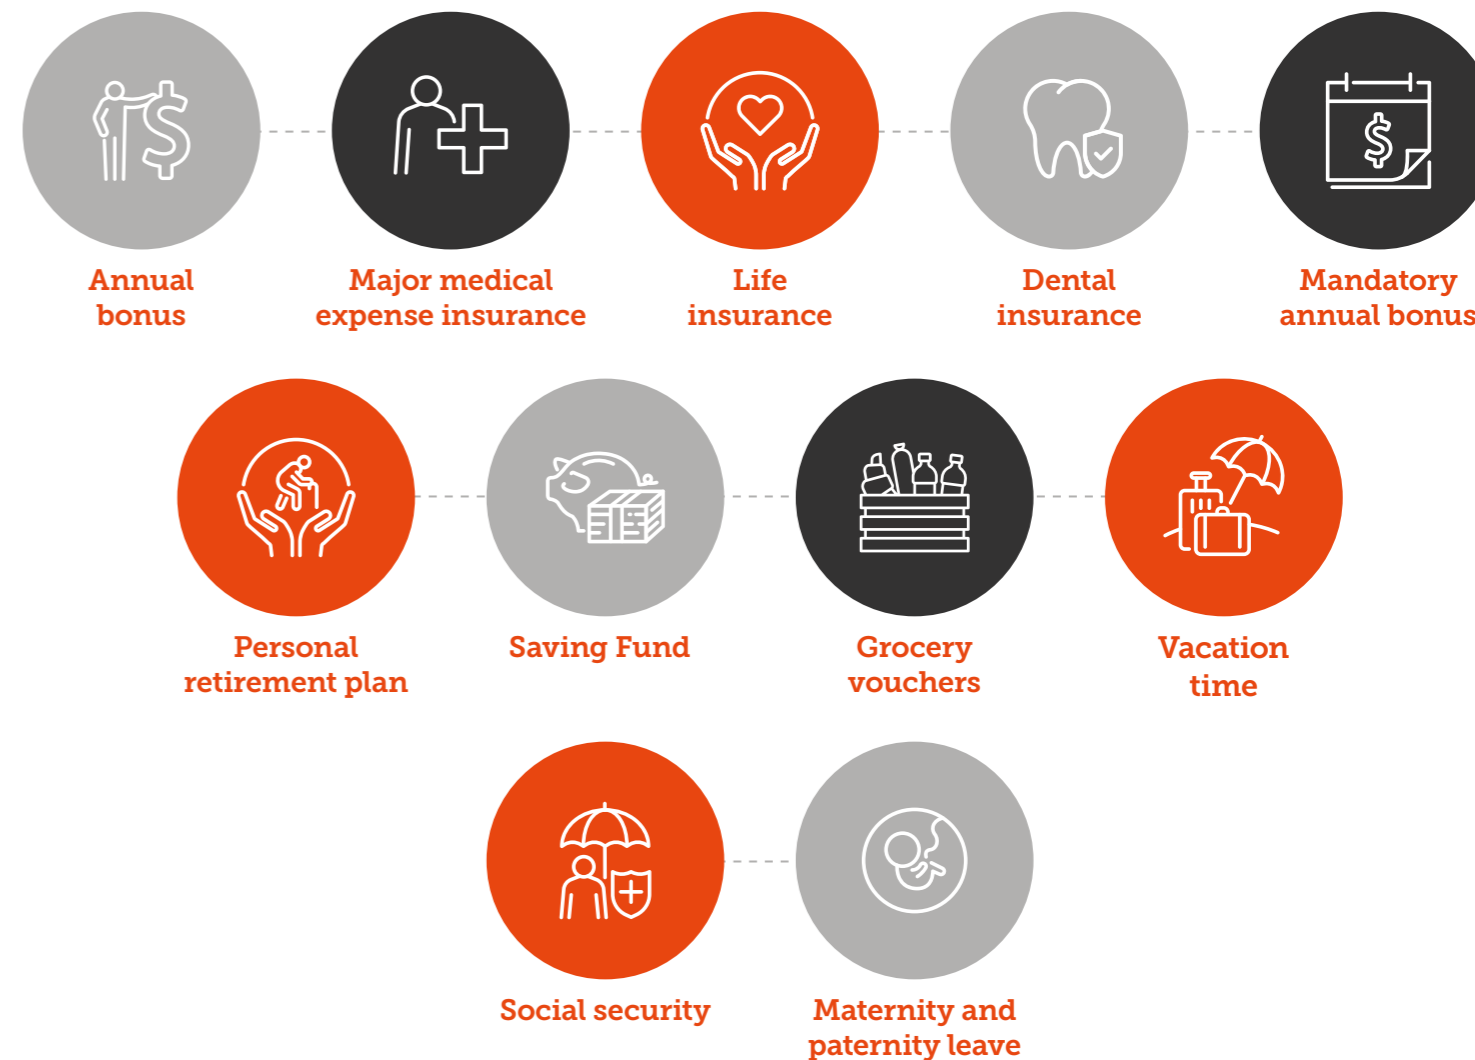 Annual
bonus
Major medical
expense insurance
Life
insurance
Dental
insurance
Mandatory
annual bonus
Personal
retirement plan
Saving Fund
Grocery
vouchers
Vacation
time
Social security
Maternity and
paternity leave